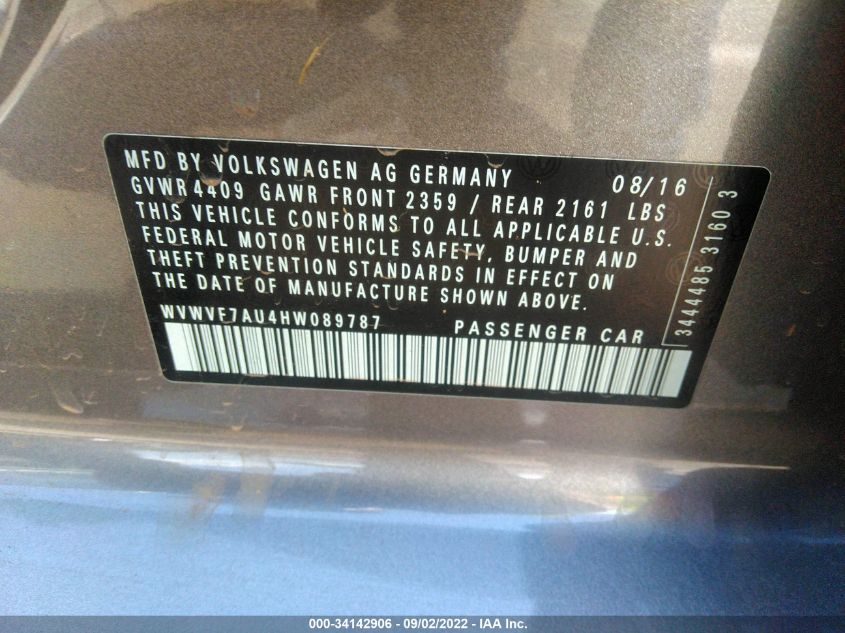 MFD BY VOLKSWAGEN AG GERMANY 08/16
GVWR 4409 GAWR FRONT 2359 / REAR 2161 LBS
THIS VEHICLE CONFORMS TO ALL APPLICABLE U.S.
FEDERAL MOTOR VEHICLE SAFETY, BUMPER AND
THEFT PREVENTION STANDARDS IN EFFECT ON
THE DATE OF MANUFACTURE SHOWN ABOVE.
WVWVF7AU4HW089787 PASSENGER CAR
3444485 3160 3
000-34142906 - 09/02/2022 - IAA Inc.